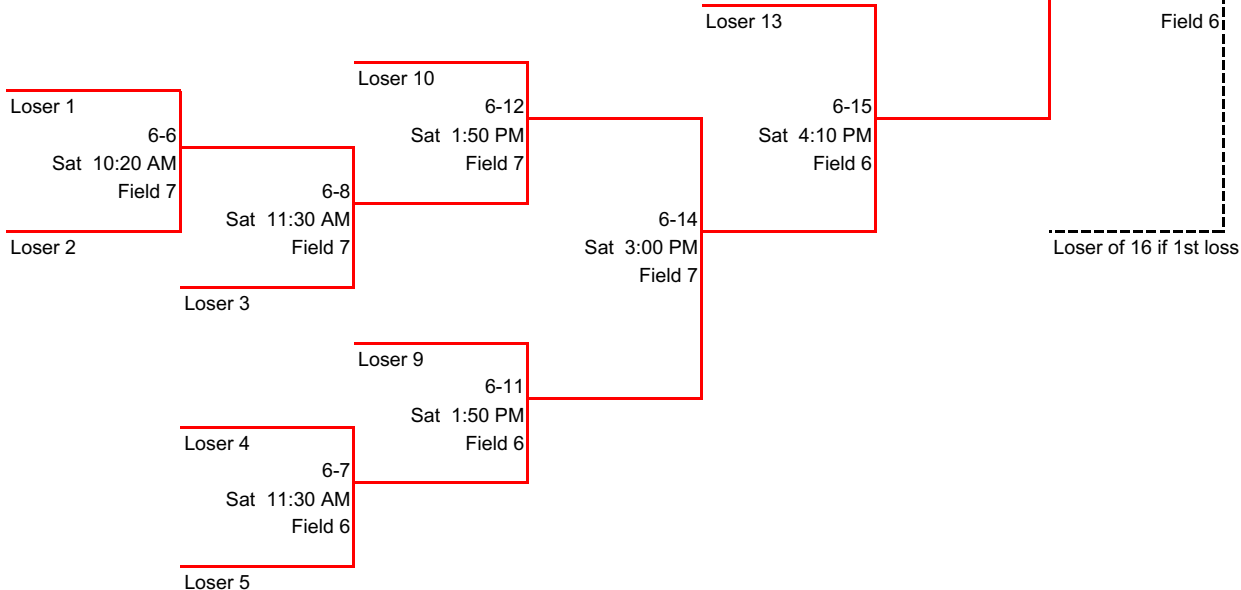 Loser 13
Field 6
Loser 10
Loser 1
6-12
6-15
6-6
Sat 1:50 PM
Sat 4:10 PM
Sat 10:20 AM
Field 7
Field 6
Field 7
6-8
Sat 11:30 AM
6-14
Loser 2
Field 7
Sat 3:00 PM
Loser of 16 if 1st loss
Field 7
Loser 3
Loser 9
6-11
Sat 1:50 PM
Loser 4
Field 6
6-7
Sat 11:30 AM
Field 6
Loser 5